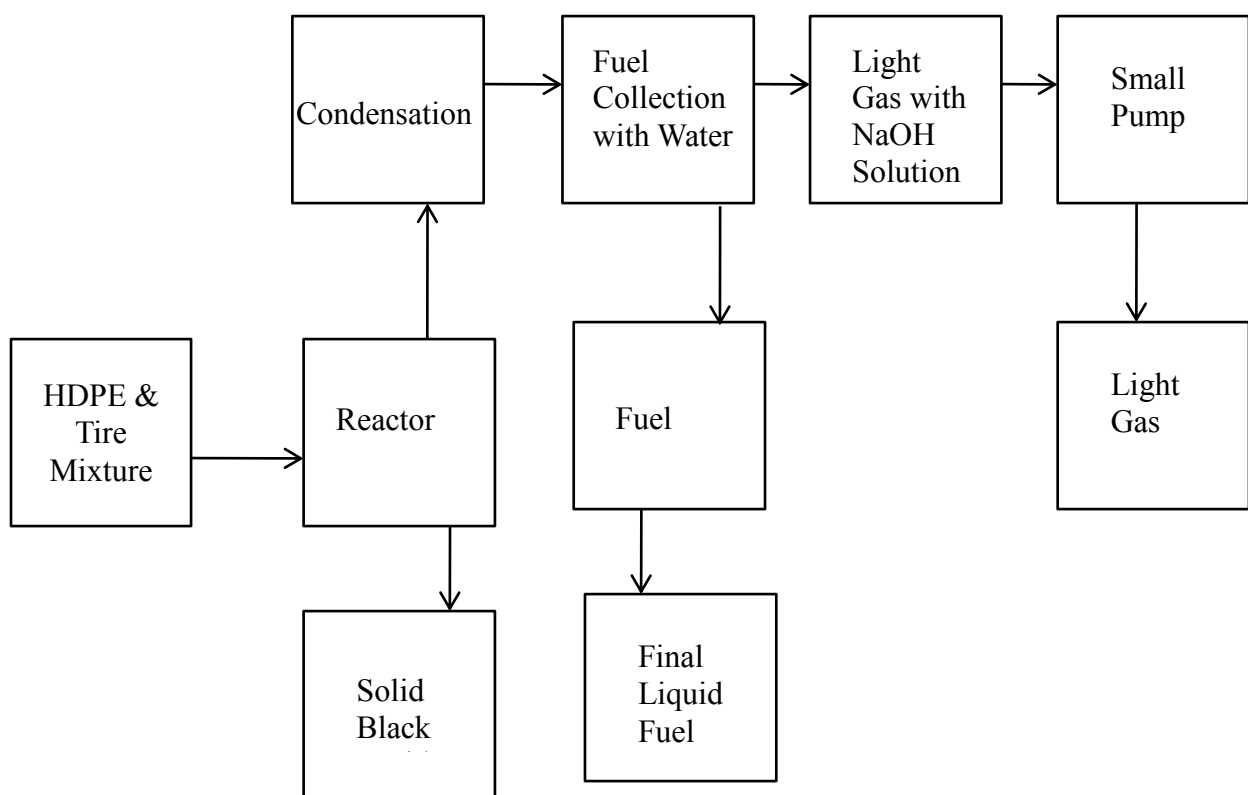 Condensation
Fuel
Collection
with Water
Light
Gas with
NaOH
Solution
Small
Pump
HDPE &
Tire
Mixture
Reactor
Fuel
Light
Gas
Solid
Black
Final
Liquid
Fuel